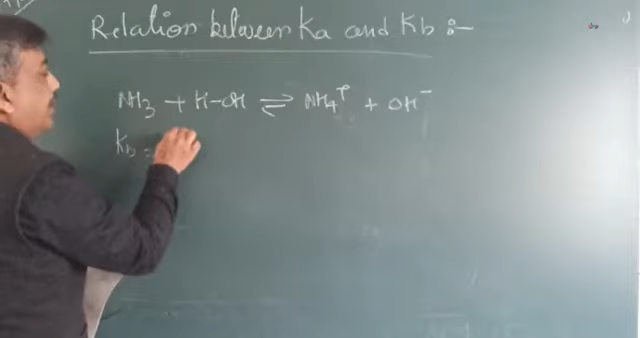 Relation between Ka and Kb :-
NH3 + H-OH ⇌ NH4+ + OH-
Kb =